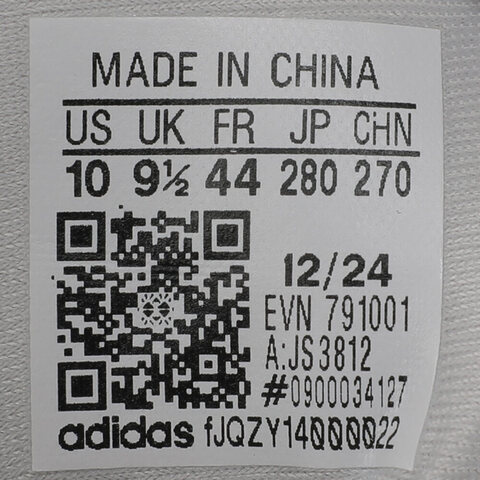 MADE IN CHINA
US UK FR JP CHN
10 9½ 44 280 270
12/24
EVN 791001
A:JS3812
#0900034127
adidas fJQZY14000022